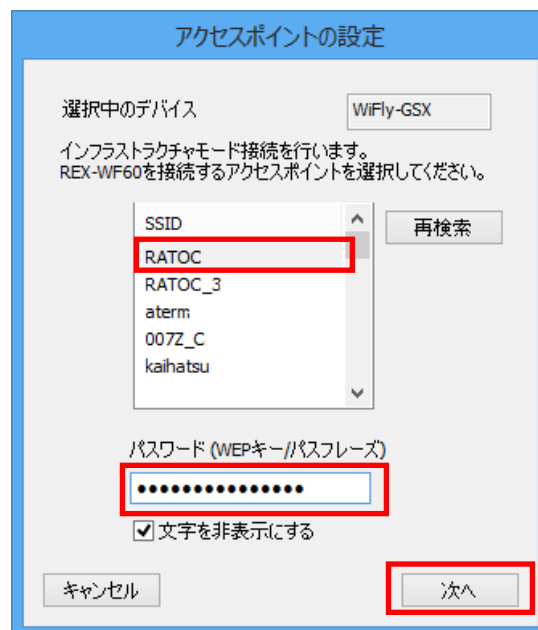 アクセスポイントの設定
選択中のデバイス WiFly-GSX
インフラストラクチャモード接続を行います。
REX-WF60を接続するアクセスポイントを選択してください。
SSID
再検索
RATOC
RATOC_3
aterm
007Z_C
kaihatsu
パスワード (WEPキー/パスフレーズ)
●●●●●●●●●●●●●●●
文字を非表示にする
キャンセル 次へ